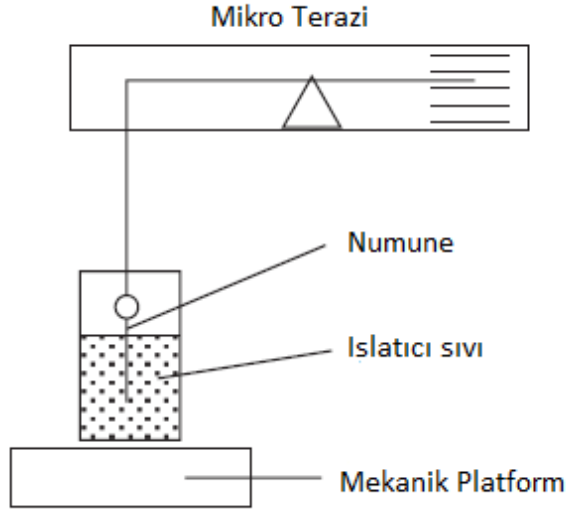 Mikro Terazi
Numune
Islatıcı sıvı
Mekanik Platform